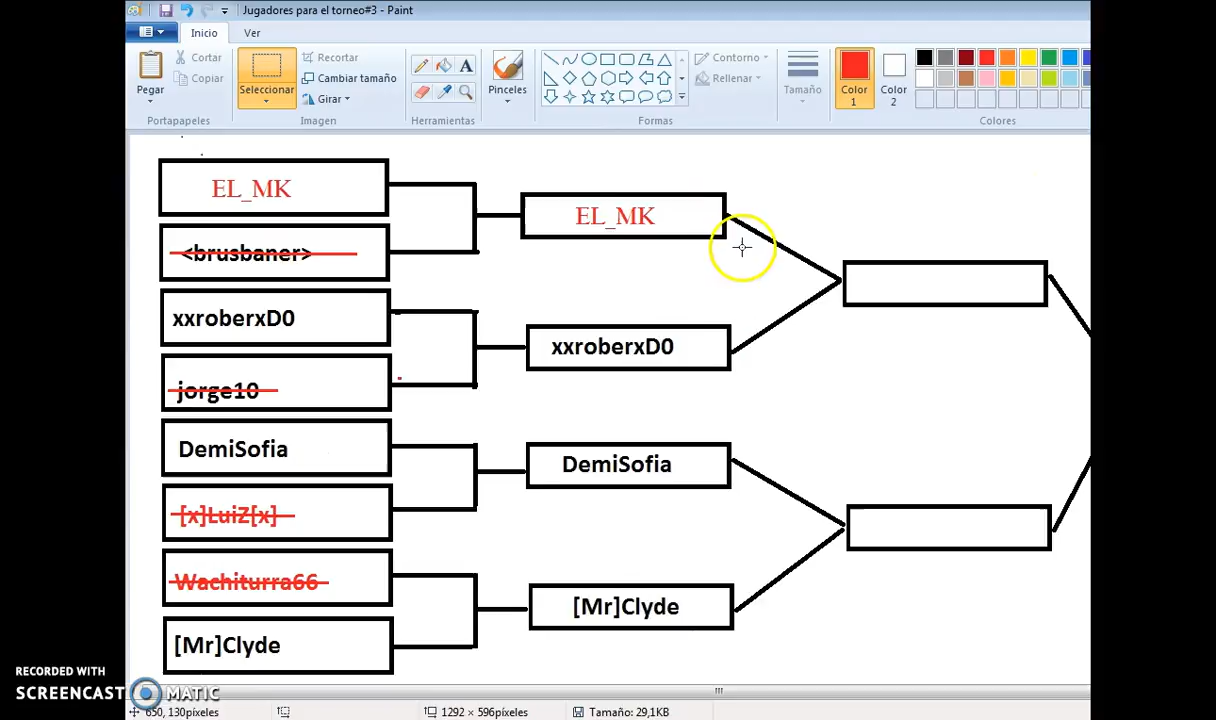 Jugadores para el torneo#3 - Paint
Inicio
Ver
Pegar
Cortar
Copiar
Portapapeles
Seleccionar
Recortar
Cambiar tamaño
Girar
Imagen
A
Herramientas
Pinceles
Contorno
Rellenar
Formas
Tamaño
Color 1
Color 2
Colores
EL_MK
<brusbaner>
xxroberxD0
jorge10
DemiSofia
[x]LuiZ[x]
Wachiturra66
[Mr]Clyde
EL_MK
xxroberxD0
DemiSofia
[Mr]Clyde
RECORDED WITH
SCREENCAST MATIC
650, 130píxeles
1292 × 596píxeles
Tamaño: 29,1KB